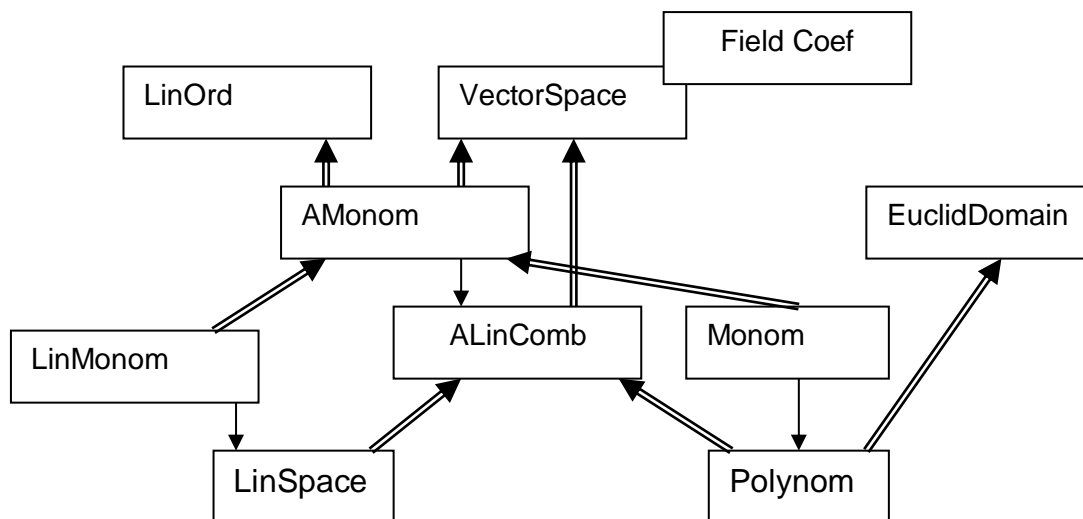 Field Coef
LinOrd
VectorSpace
AMonom
EuclidDomain
LinMonom
ALinComb
Monom
LinSpace
Polynom